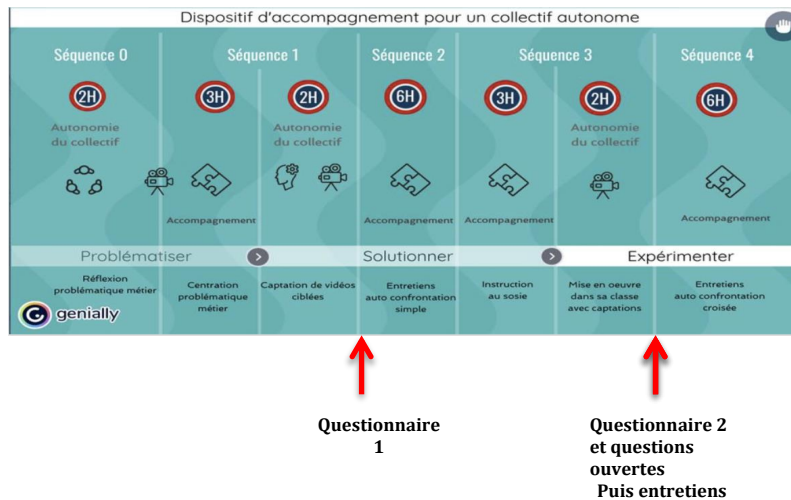 Dispositif d'accompagnement pour un collectif autonome
Séquence 0
Séquence 1
Séquence 2
Séquence 3
Séquence 4
2H
3H
2H
6H
3H
2H
6H
Autonomie
du collectif
Autonomie
du collectif
Autonomie
du collectif
Accompagnement
Accompagnement
Accompagnement
Accompagnement
Problématiser
Solutionner
Expérimenter
Réflexion
problématique métier
Centration
problématique
métier
Captation de vidéos
ciblées
Entretiens
auto confrontation
simple
Instruction
au sosie
Mise en oeuvre
dans sa classe
avec captations
Entretiens
auto confrontation
croisée
genially
Questionnaire
1
Questionnaire 2
et questions
ouvertes
Puis entretiens